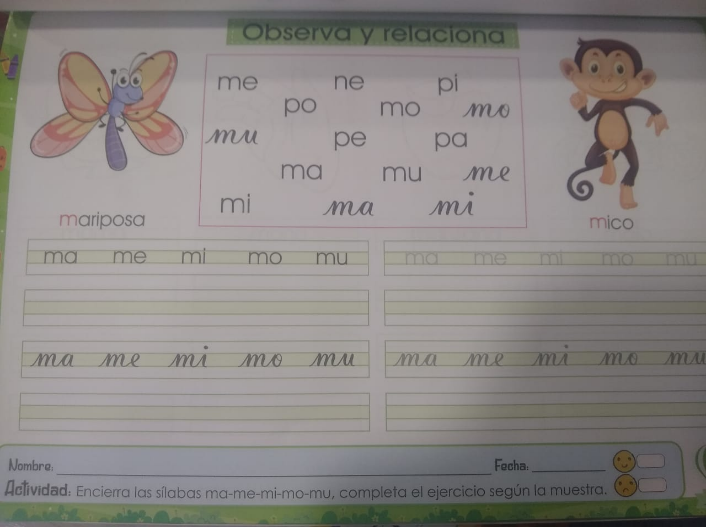 Observa y relaciona
me ne pi
po mo mo
mu pe pa
ma mu me
mi ma mi
mariposa
mico
ma me mi mo mu ma me mi mo mu
ma me mi mo mu ma me mi mo mu
Nombre: Fecha:
Actividad: Encierra las sílabas ma-me-mi-mo-mu, completa el ejercicio según la muestra.